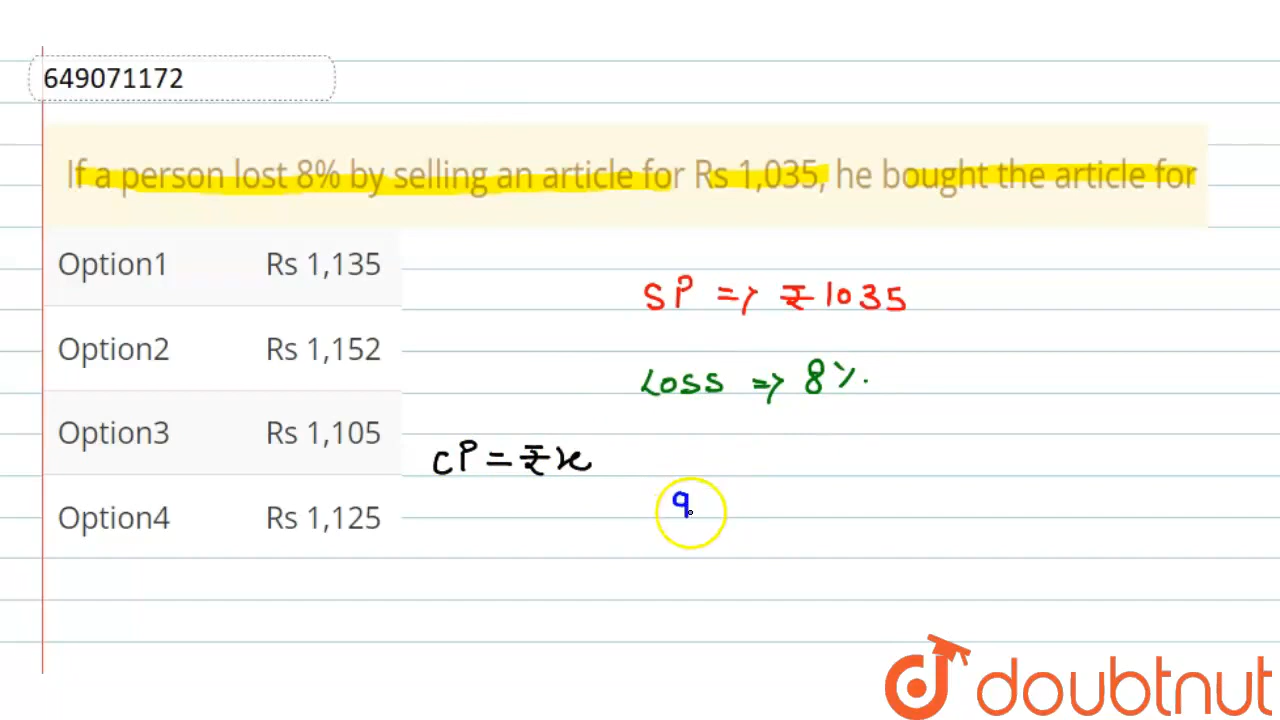 649071172
If a person lost 8% by selling an article for Rs 1,035, he bought the article for
Option1 Rs 1,135
Option2 Rs 1,152
Option3 Rs 1,105
Option4 Rs 1,125
SP => ₹1035
Loss => 8%.
CP = ₹x
9
doubtnut